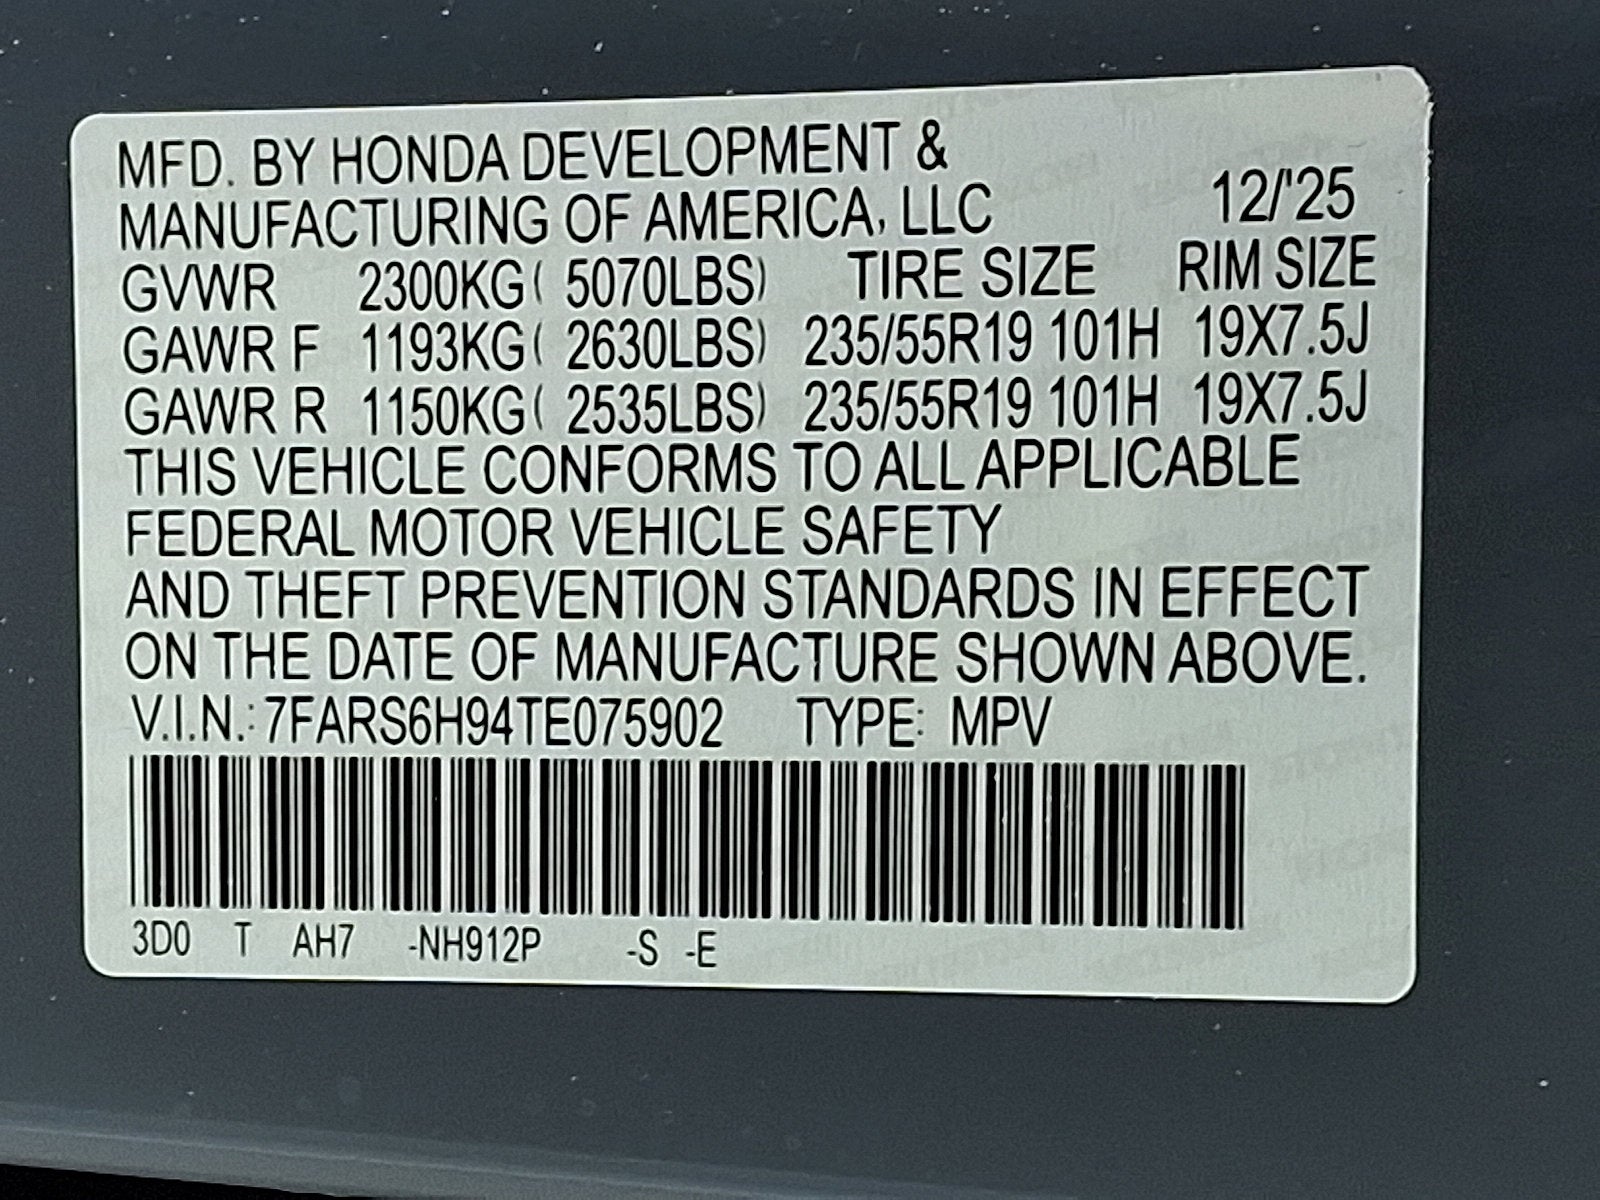 MFD. BY HONDA DEVELOPMENT &
MANUFACTURING OF AMERICA, LLC 12/'25
GVWR 2300KG( 5070LBS) TIRE SIZE RIM SIZE
GAWR F 1193KG( 2630LBS) 235/55R19 101H 19X7.5J
GAWR R 1150KG( 2535LBS) 235/55R19 101H 19X7.5J
THIS VEHICLE CONFORMS TO ALL APPLICABLE
FEDERAL MOTOR VEHICLE SAFETY
AND THEFT PREVENTION STANDARDS IN EFFECT
ON THE DATE OF MANUFACTURE SHOWN ABOVE.
V.I.N.: 7FARS6H94TE075902 TYPE: MPV
3D0 T AH7 -NH912P -S -E